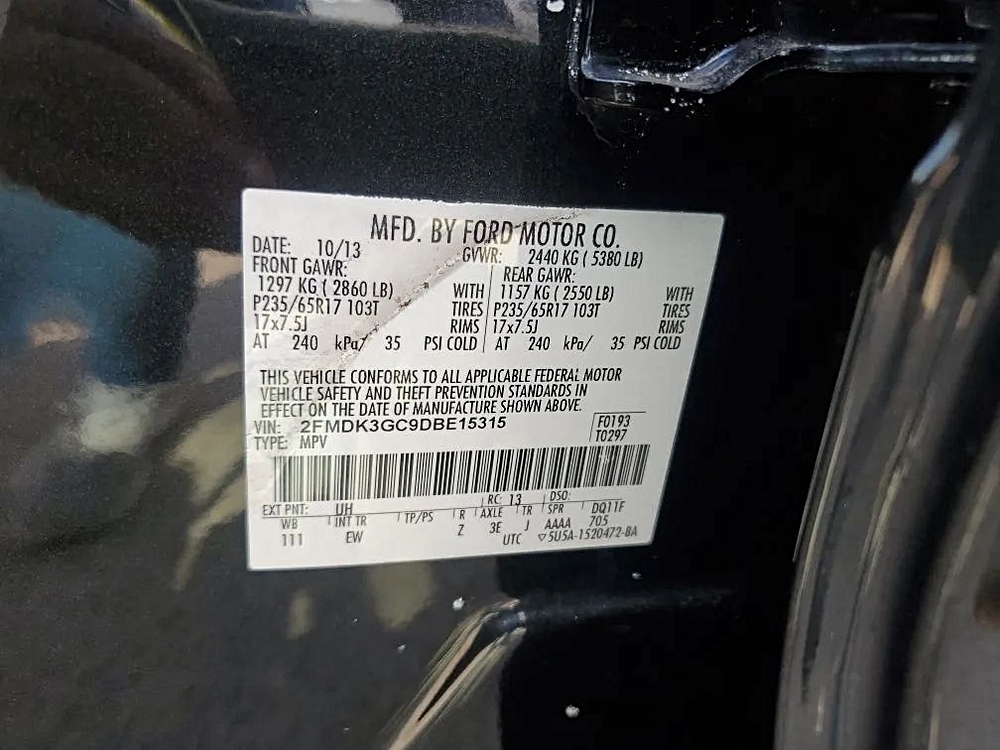 MFD. BY FORD MOTOR CO.
DATE: 10/13 GVWR: 2440 KG ( 5380 LB)
FRONT GAWR: REAR GAWR:
1297 KG ( 2860 LB) WITH 1157 KG ( 2550 LB) WITH
P235/65R17 103T TIRES P235/65R17 103T TIRES
17x7.5J RIMS 17x7.5J RIMS
AT 240 kPa/ 35 PSI COLD AT 240 kPa/ 35 PSI COLD
THIS VEHICLE CONFORMS TO ALL APPLICABLE FEDERAL MOTOR
VEHICLE SAFETY AND THEFT PREVENTION STANDARDS IN
EFFECT ON THE DATE OF MANUFACTURE SHOWN ABOVE.
VIN: 2FMDK3GC9DBE15315 F0193
TYPE: MPV T0297
EXT PNT: UH RC: 13 DSO:
WB INT TR TP/PS R AXLE TR SPR DQ11F
111 EW Z 3E J AAAA 705
UTC ▽5U5A-1520472-BA